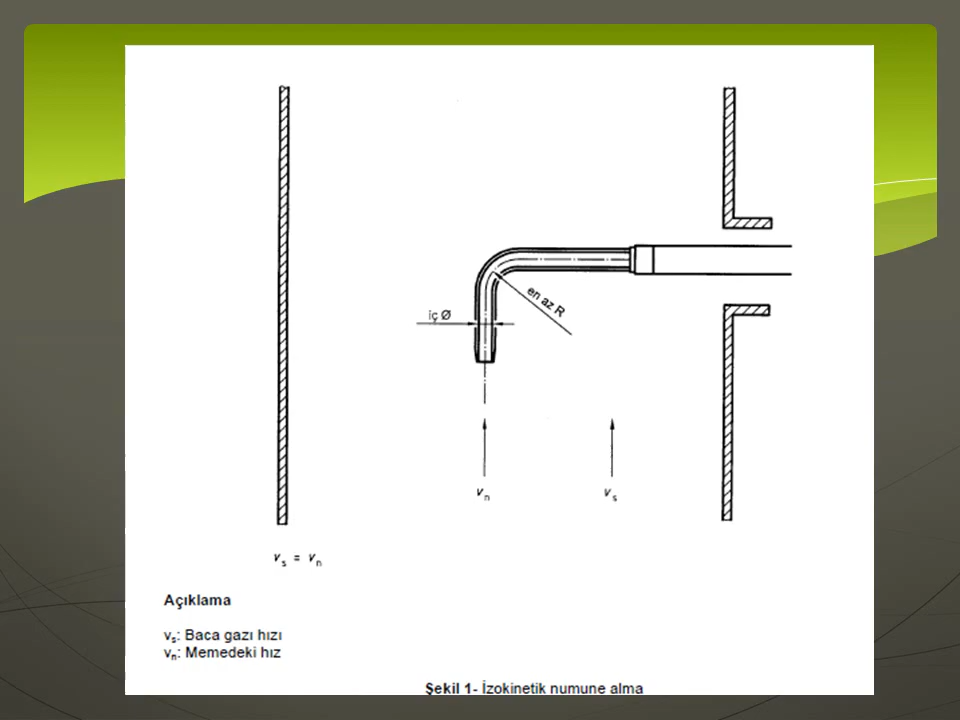 en az R
iç Ø
vn
vs
vs = vn
Açıklama
vs: Baca gazı hızı
vn: Memedeki hız
Şekil 1- İzokinetik numune alma